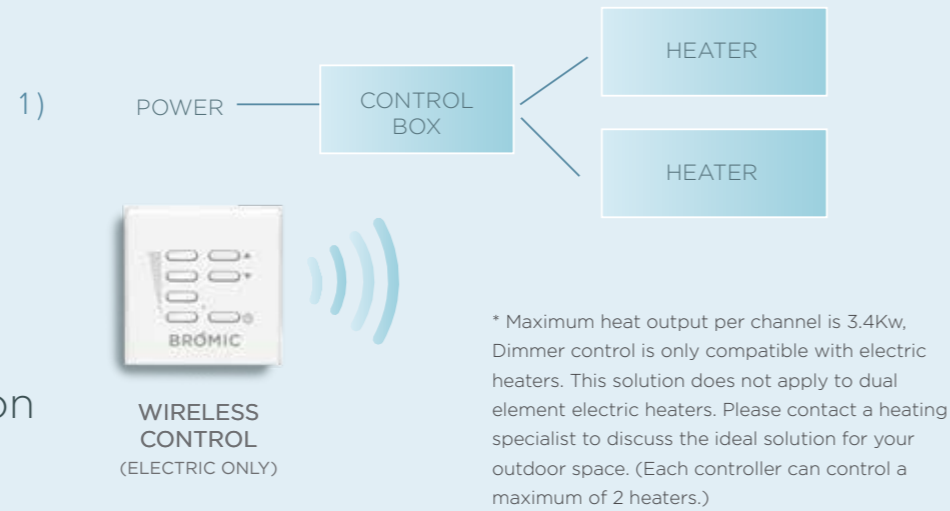 HEATER
1)
POWER
CONTROL
BOX
HEATER
BROMIC
on
WIRELESS
CONTROL
(ELECTRIC ONLY)
* Maximum heat output per channel is 3.4Kw,
Dimmer control is only compatible with electric
heaters. This solution does not apply to dual
element electric heaters. Please contact a heating
specialist to discuss the ideal solution for your
outdoor space. (Each controller can control a
maximum of 2 heaters.)